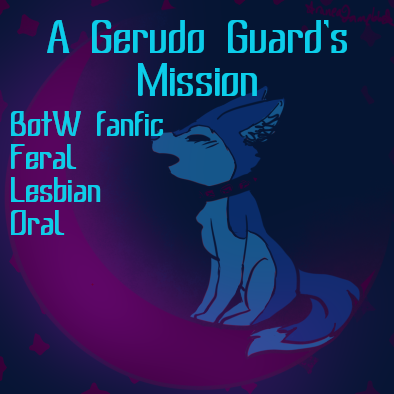 A Gerudo Guard's
Mission
BotW fanfic
Feral
Lesbian
Oral